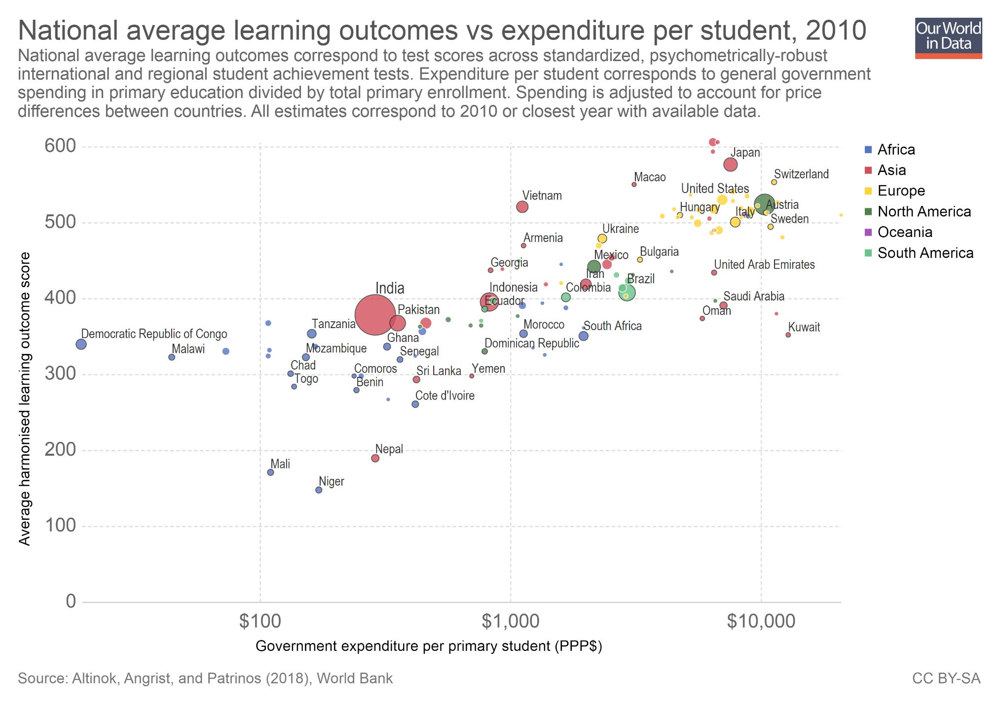 National average learning outcomes vs expenditure per student, 2010
Our World
in Data
National average learning outcomes correspond to test scores across standardized, psychometrically-robust
international and regional student achievement tests. Expenditure per student corresponds to general government
spending in primary education divided by total primary enrollment. Spending is adjusted to account for price
differences between countries. All estimates correspond to 2010 or closest year with available data.
600
Africa
Japan
Asia
Switzerland
Macao
United States
Europe
Vietnam
Hungary
Austria
Italy
North America
500
Sweden
Ukraine
Oceania
Armenia
Bulgaria
Mexico
South America
Georgia
United Arab Emirates
Iran
Brazil
India
Indonesia
Colombia
400
Ecuador
Saudi Arabia
Pakistan
Oman
Tanzania
Morocco
South Africa
Kuwait
Democratic Republic of Congo
Ghana
Dominican Republic
Malawi
Mozambique
Senegal
Chad
Comoros
Sri Lanka
Yemen
300
Togo
Benin
Cote d'Ivoire
200
Nepal
Mali
Niger
100
0
Average harmonised learning outcome score
$100
$1,000
$10,000
Government expenditure per primary student (PPP$)
Source: Altinok, Angrist, and Patrinos (2018), World Bank
CC BY-SA